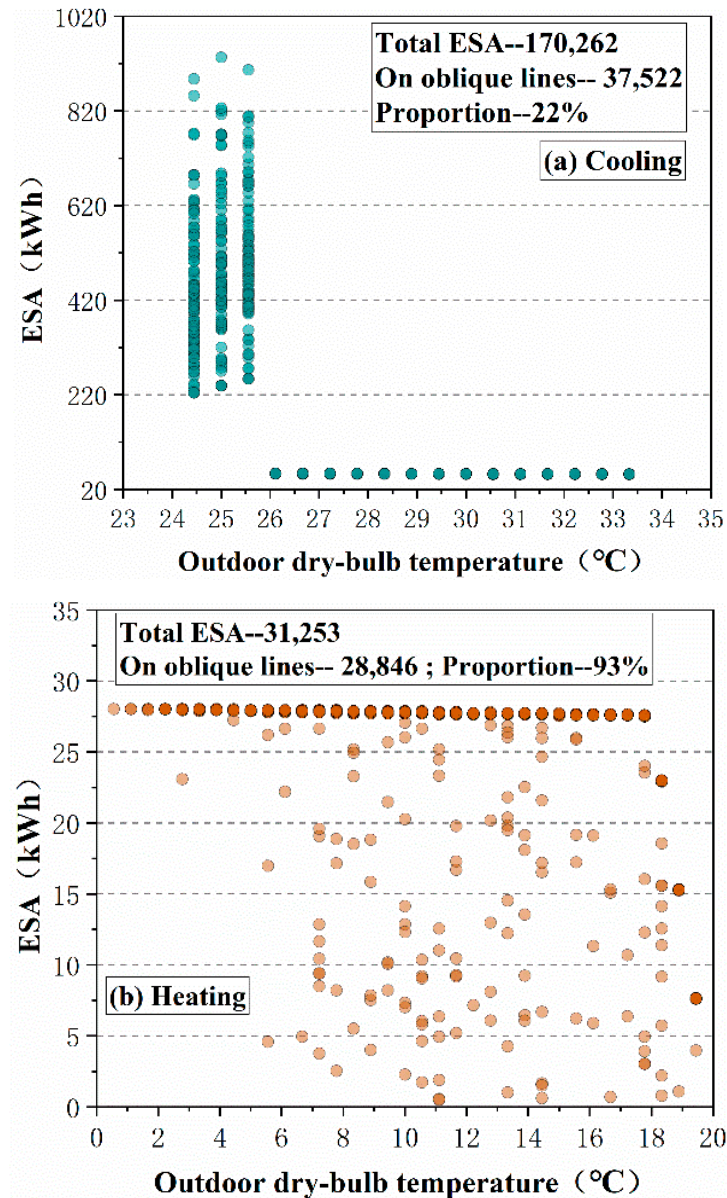 1020
820
620
420
220
20
ESA（kWh）
Total ESA--170,262
On oblique lines-- 37,522
Proportion--22%
(a) Cooling
23 24 25 26 27 28 29 30 31 32 33 34 35
Outdoor dry-bulb temperature（°C）
35
30
25
20
15
10
5
0
ESA（kWh）
Total ESA--31,253
On oblique lines-- 28,846 ; Proportion--93%
(b) Heating
0 2 4 6 8 10 12 14 16 18 20
Outdoor dry-bulb temperature（°C）